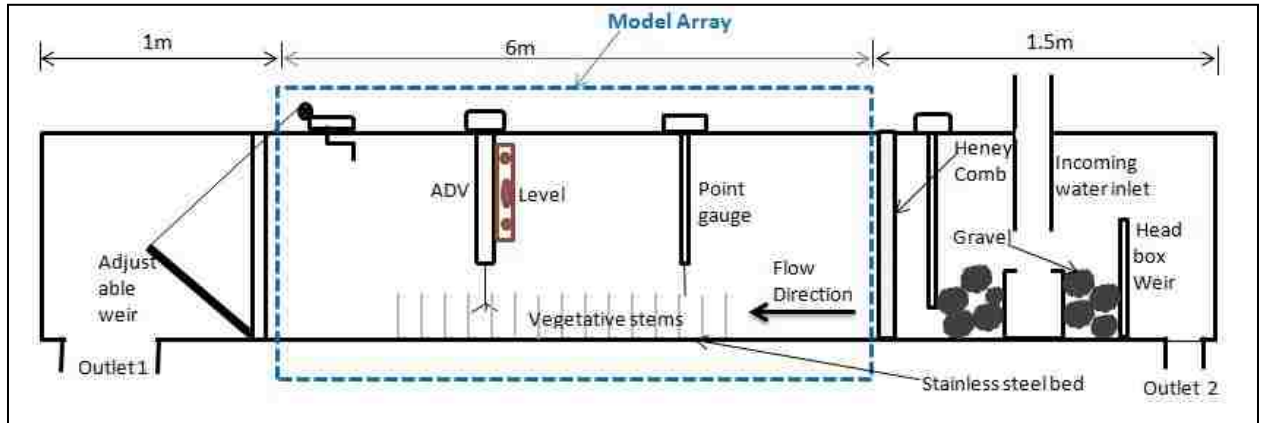 Model Array
1m
6m
1.5m
ADV
Level
Point
gauge
Heney
Comb
Incoming
water inlet
Gravel
Head
box
Weir
Adjust
able
weir
Flow
Direction
Vegetative stems
Outlet 1
Stainless steel bed
Outlet 2